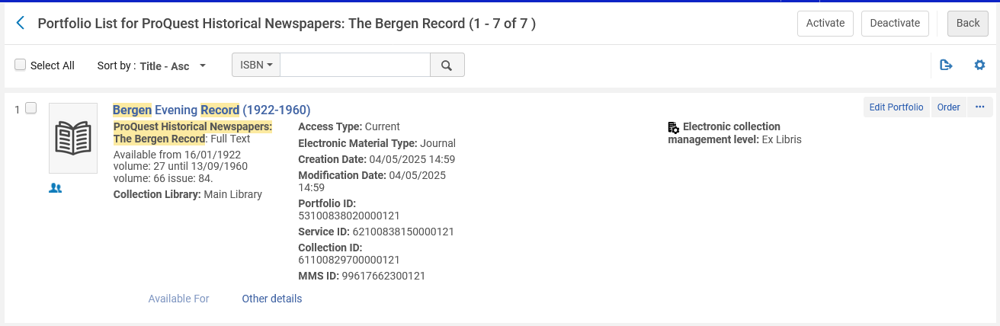 Portfolio List for ProQuest Historical Newspapers: The Bergen Record (1 - 7 of 7 )
Activate
Deactivate
Back
Select All
Sort by : Title - Asc
ISBN
1
Bergen Evening Record (1922-1960)
Edit Portfolio
Order
ProQuest Historical Newspapers:
The Bergen Record: Full Text
Available from 16/01/1922
volume: 27 until 13/09/1960
volume: 66 issue: 84.
Collection Library: Main Library
Access Type: Current
Electronic Material Type: Journal
Creation Date: 04/05/2025 14:59
Modification Date: 04/05/2025
14:59
Portfolio ID:
53100838020000121
Service ID: 62100838150000121
Collection ID:
61100829700000121
MMS ID: 99617662300121
Electronic collection
management level: Ex Libris
Available For
Other details